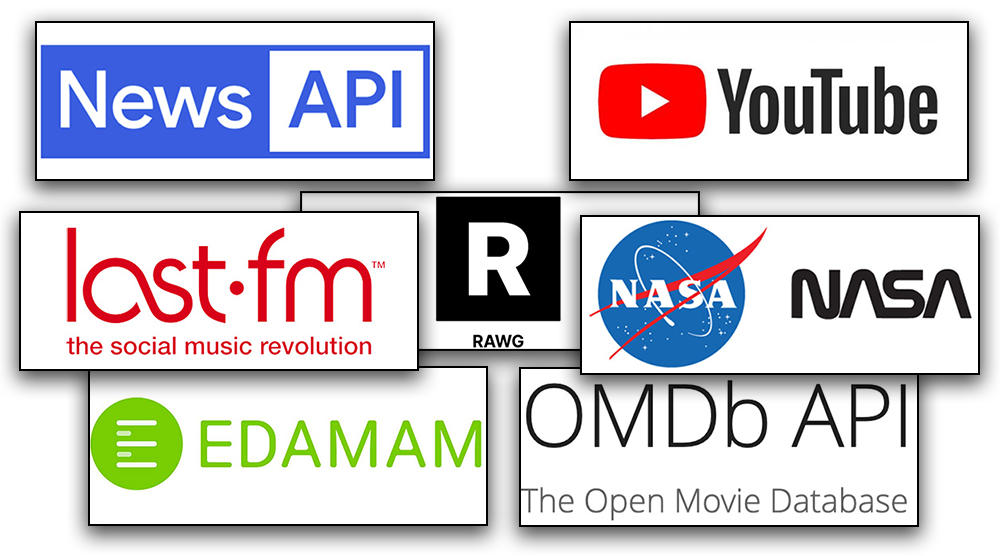 News API
YouTube
last.fm™
the social music revolution
R
RAWG
NASA
NASA
EDAMAM
OMDb API
The Open Movie Database